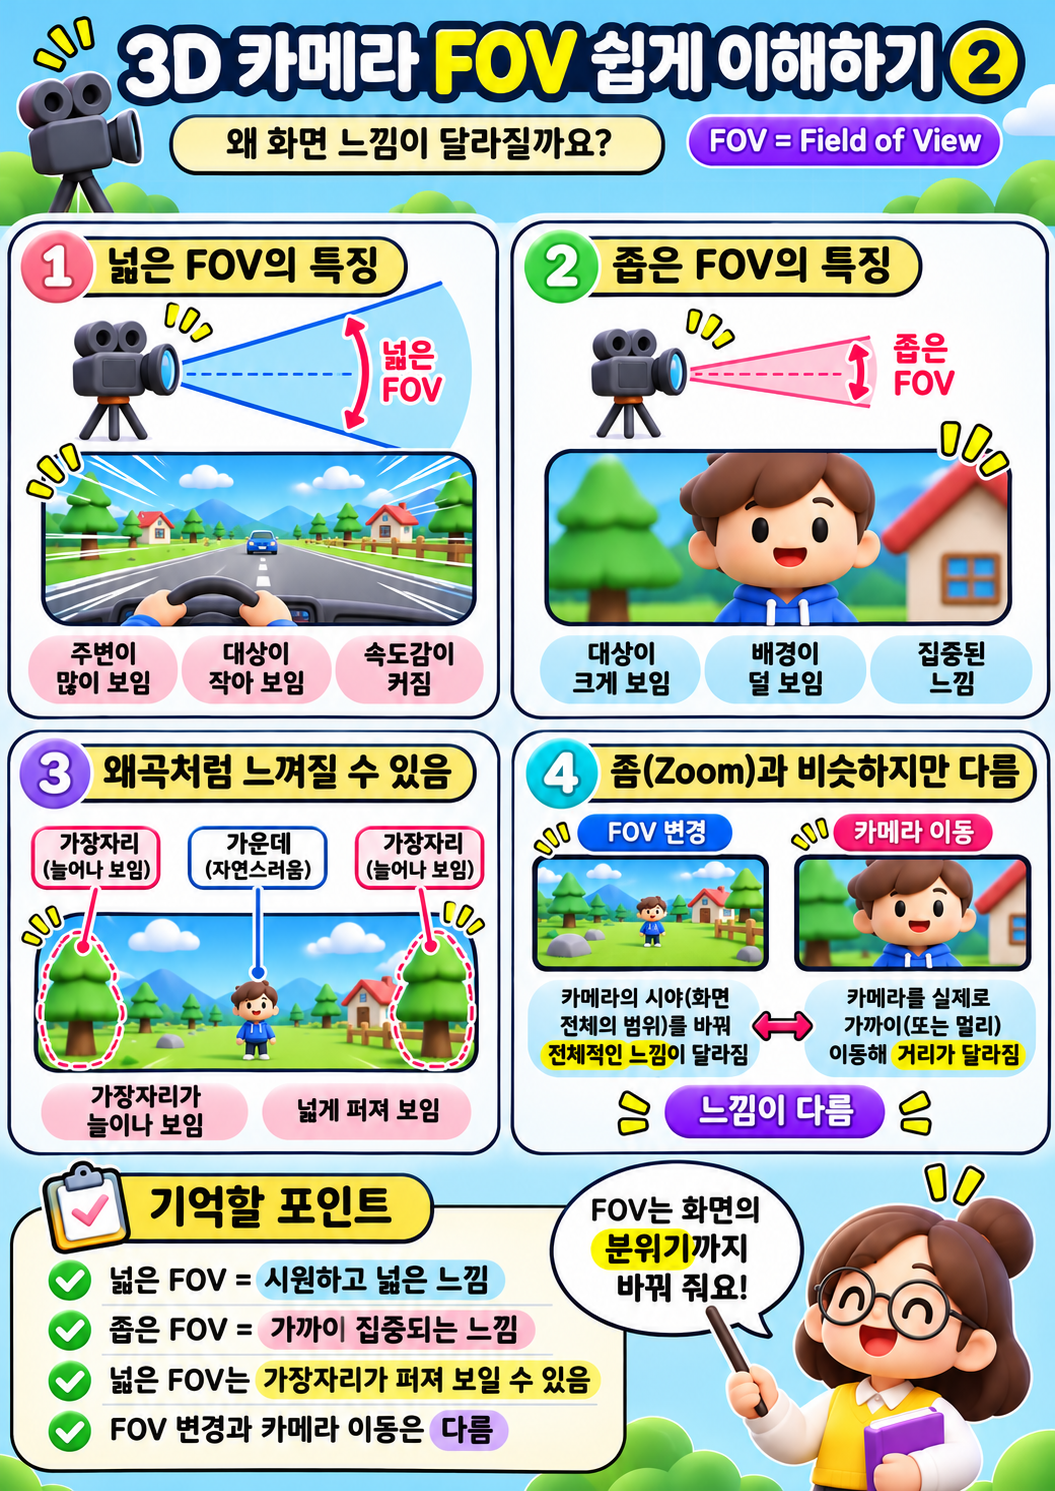 3D 카메라 FOV 쉽게 이해하기 2
왜 화면 느낌이 달라질까요?
FOV = Field of View
1 넓은 FOV의 특징
넓은
FOV
주변이
많이 보임
대상이
작아 보임
속도감이
커짐
2 좁은 FOV의 특징
좁은
FOV
대상이
크게 보임
배경이
덜 보임
집중된
느낌
3 왜곡처럼 느껴질 수 있음
가장자리
(늘어나 보임)
가운데
(자연스러움)
가장자리
(늘어나 보임)
가장자리가
늘이나 보임
넓게 퍼져 보임
4 줌(Zoom)과 비슷하지만 다름
FOV 변경
카메라 이동
카메라의 시야(화면
전체의 범위)를 바꿔
전체적인 느낌이 달라짐
카메라를 실제로
가까이(또는 멀리)
이동해 거리가 달라짐
느낌이 다름
기억할 포인트
넓은 FOV = 시원하고 넓은 느낌
좁은 FOV = 가까이 집중되는 느낌
넓은 FOV는 가장자리가 퍼져 보일 수 있음
FOV 변경과 카메라 이동은 다름
FOV는 화면의
분위기까지
바꿔 줘요!